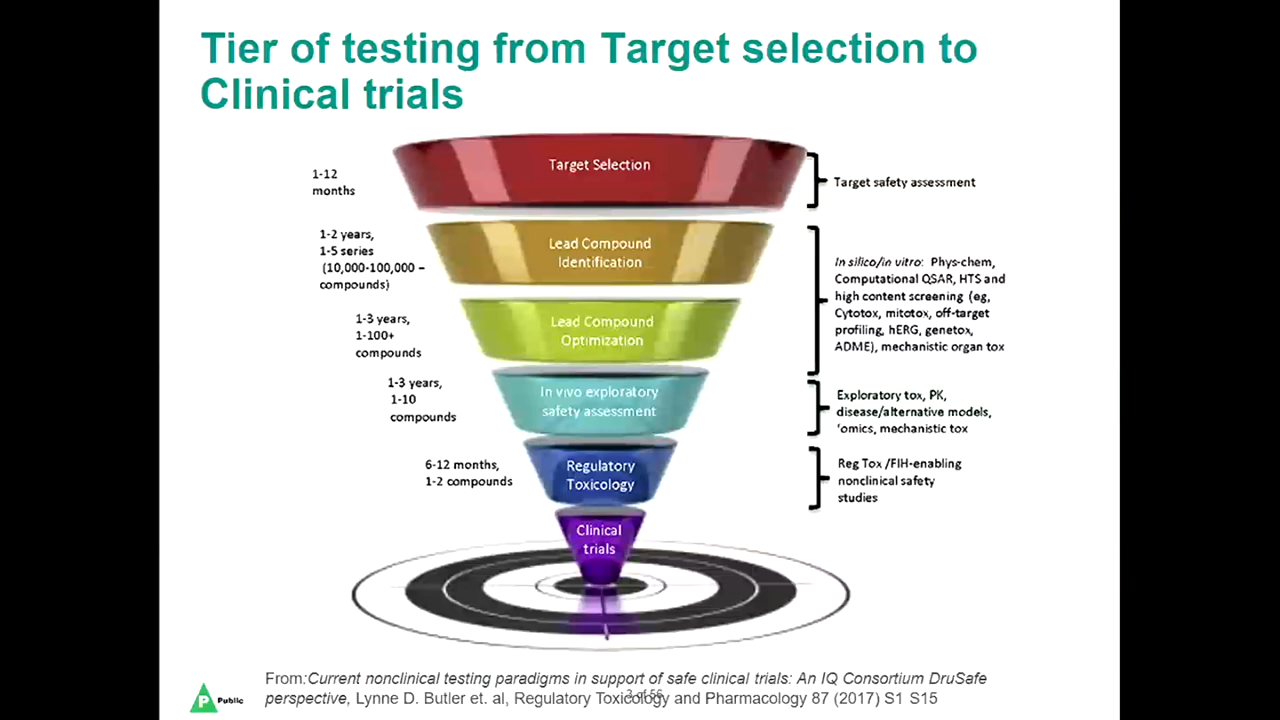 Tier of testing from Target selection to
Clinical trials
Target Selection
1-12
months
Target safety assessment
Lead Compound
Identification
1-2 years,
1-5 series
(10,000-100,000 –
compounds)
In silico/in vitro: Phys-chem,
Computational QSAR, HTS and
high content screening (eg,
Cytotox, mitotox, off-target
profiling, hERG, genetox,
ADME), mechanistic organ tox
Lead Compound
Optimization
1-3 years,
1-100+
compounds
In vivo exploratory
safety assessment
1-3 years,
1-10
compounds
Exploratory tox, PK,
disease/alternative models,
'omics, mechanistic tox
Regulatory
Toxicology
6-12 months,
1-2 compounds
Reg Tox /FIH-enabling
nonclinical safety
studies
Clinical
trials
From:Current nonclinical testing paradigms in support of safe clinical trials: An IQ Consortium DruSafe
perspective, Lynne D. Butler et. al, Regulatory Toxicology and Pharmacology 87 (2017) S1 S15
P Public